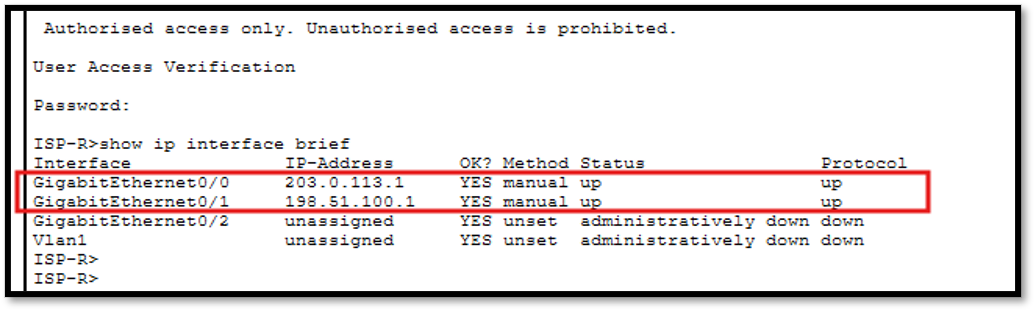 Authorised access only. Unauthorised access is prohibited.
User Access Verification
Password:
ISP-R>show ip interface brief
Interface              IP-Address      OK? Method Status                Protocol
GigabitEthernet0/0     203.0.113.1     YES manual up                    up
GigabitEthernet0/1     198.51.100.1    YES manual up                    up
GigabitEthernet0/2     unassigned      YES unset  administratively down down
Vlan1                  unassigned      YES unset  administratively down down
ISP-R>
ISP-R>